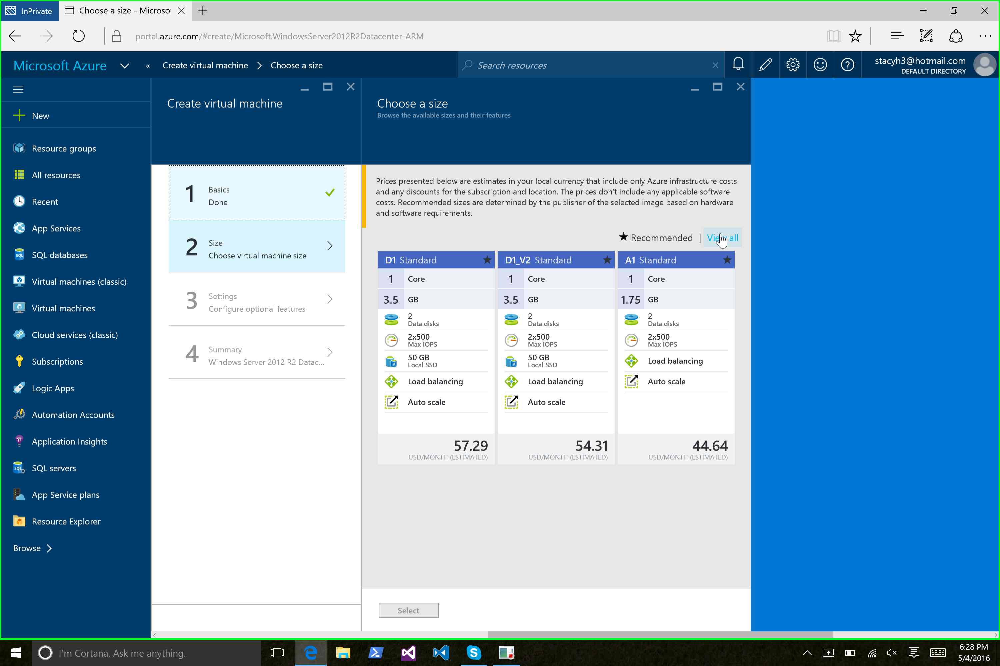 InPrivate
Choose a size - Microso
portal.azure.com/#create/Microsoft.WindowsServer2012R2Datacenter-ARM
Microsoft Azure
« Create virtual machine > Choose a size
Search resources
stacyh3@hotmail.com
DEFAULT DIRECTORY
New
Resource groups
All resources
Recent
App Services
SQL databases
Virtual machines (classic)
Virtual machines
Cloud services (classic)
Subscriptions
Logic Apps
Automation Accounts
Application Insights
SQL servers
App Service plans
Resource Explorer
Browse >
Create virtual machine
1 Basics
Done
2 Size
Choose virtual machine size
3 Settings
Configure optional features
4 Summary
Windows Server 2012 R2 Datac...
Choose a size
Browse the available sizes and their features
Prices presented below are estimates in your local currency that include only Azure infrastructure costs
and any discounts for the subscription and location. The prices don't include any applicable software
costs. Recommended sizes are determined by the publisher of the selected image based on hardware
and software requirements.
★ Recommended | View all
D1 Standard ★
1 Core
3.5 GB
2
Data disks
2x500
Max IOPS
50 GB
Local SSD
Load balancing
Auto scale
57.29
USD/MONTH (ESTIMATED)
D1_V2 Standard ★
1 Core
3.5 GB
2
Data disks
2x500
Max IOPS
50 GB
Local SSD
Load balancing
Auto scale
54.31
USD/MONTH (ESTIMATED)
A1 Standard ★
1 Core
1.75 GB
2
Data disks
2x500
Max IOPS
Load balancing
Auto scale
44.64
USD/MONTH (ESTIMATED)
Select
I'm Cortana. Ask me anything.
6:28 PM
5/4/2016